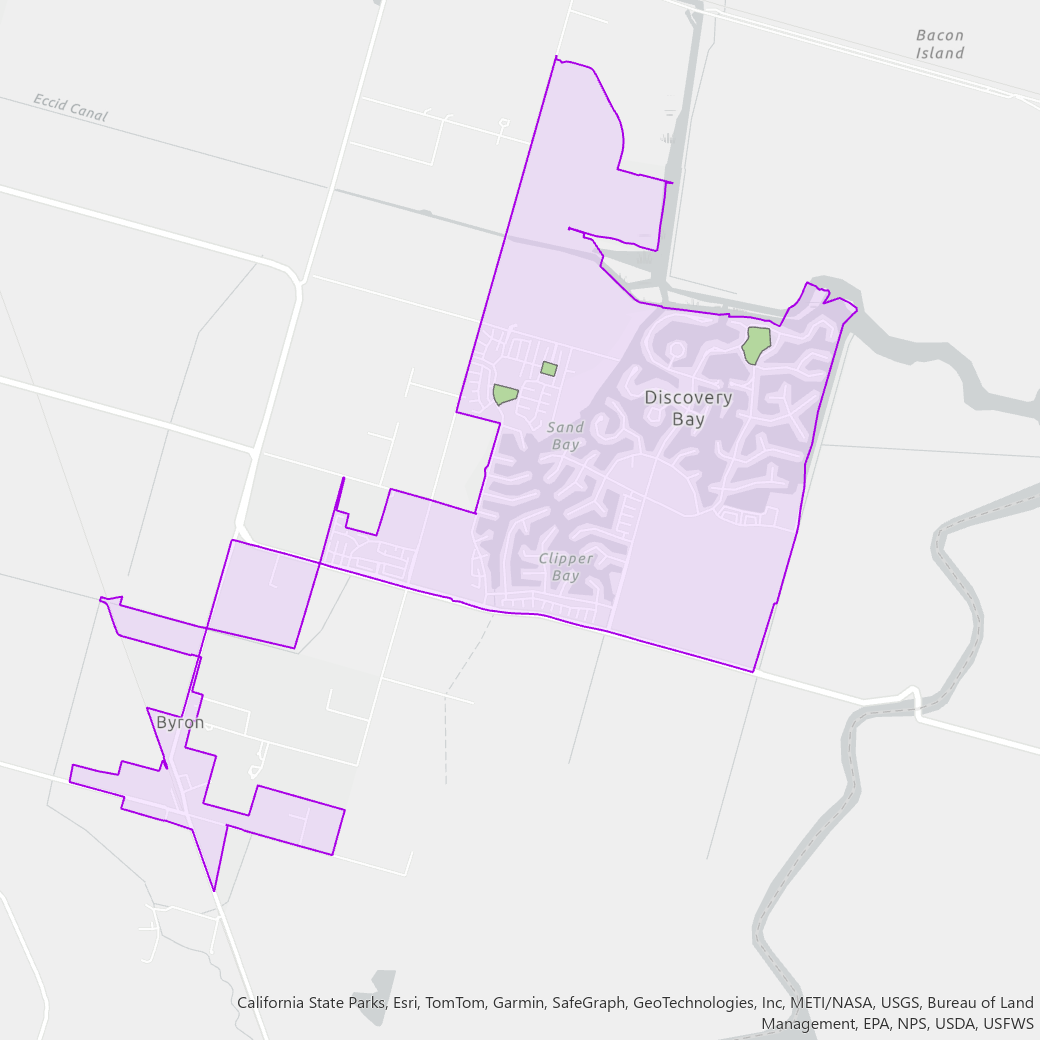 Bacon
Island
Eccid Canal
Discovery
Bay
Sand
Bay
Clipper
Bay
Byron
California State Parks, Esri, TomTom, Garmin, SafeGraph, GeoTechnologies, Inc, METI/NASA, USGS, Bureau of Land
Management, EPA, NPS, USDA, USFWS